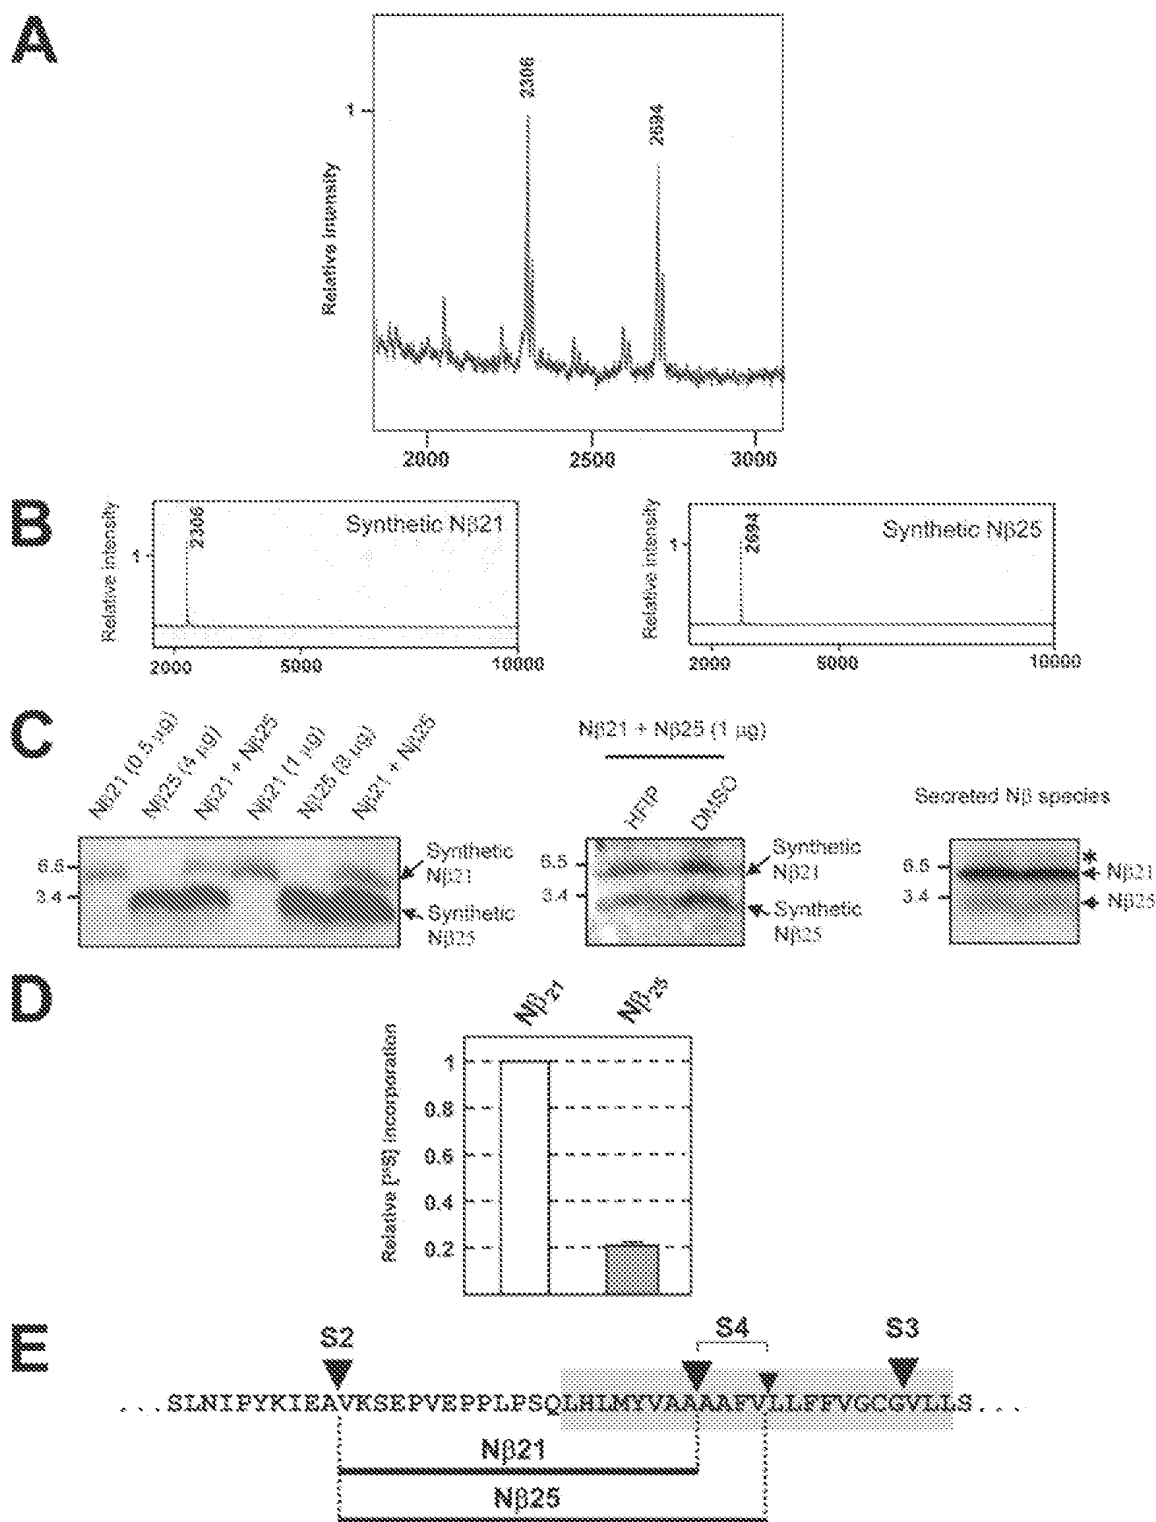 A
2306
2694
1
Relative intensity
2000 2500 3000
B
Relative intensity
1
2306
Synthetic Nβ21
2000 5000 10000
Relative intensity
1
2694
Synthetic Nβ25
2000 5000 10000
C
Nβ21 (0.5 μg)
Nβ25 (4 μg)
Nβ21 + Nβ25
Nβ21 (1 μg)
Nβ25 (8 μg)
Nβ21 + Nβ25
6.5
3.4
Synthetic
Nβ21
Synthetic
Nβ25
Nβ21 + Nβ25 (1 μg)
HFIP
DMSO
6.5
3.4
Synthetic
Nβ21
Synthetic
Nβ25
Secreted Nβ species
6.5
3.4
*
Nβ21
Nβ25
D
Nβ21
Nβ25
Relative [³⁵S] incorporation
1
0.8
0.6
0.4
0.2
E
S2 S4 S3
...SLNIPYKIEAVKSEPVEPPLPSQLHLMYVAAAAFVLLFFVGCGVLLS....
Nβ21
Nβ25